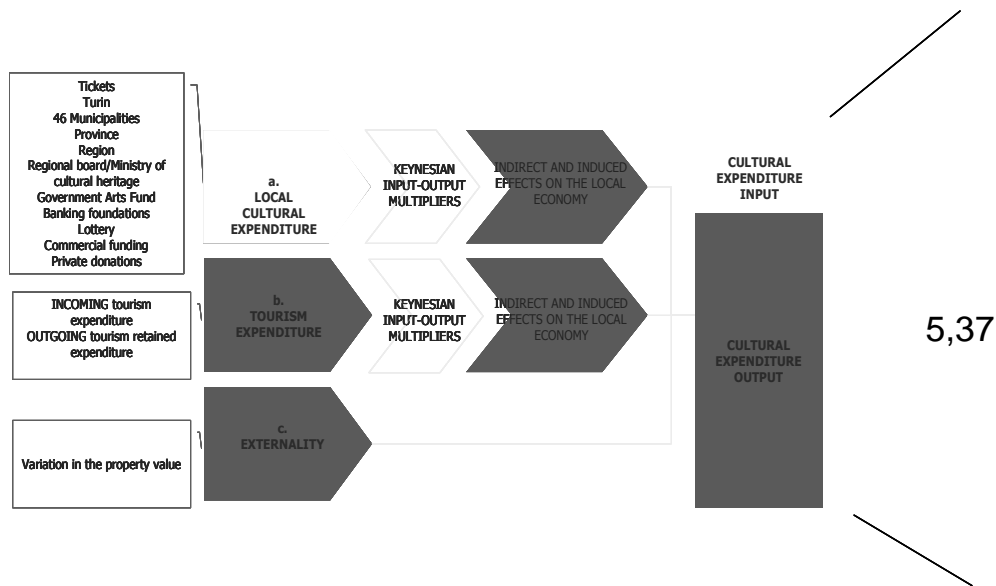 Tickets
Turin
46 Municipalities
Province
Region
Regional board/Ministry of
cultural heritage
Government Arts Fund
Banking foundations
Lottery
Commercial funding
Private donations
a.
LOCAL
CULTURAL
EXPENDITURE
KEYNESIAN
INPUT-OUTPUT
MULTIPLIERS
INDIRECT AND INDUCED
EFFECTS ON THE LOCAL
ECONOMY
CULTURAL
EXPENDITURE
INPUT
INCOMING tourism
expenditure
OUTGOING tourism retained
expenditure
b.
TOURISM
EXPENDITURE
KEYNESIAN
INPUT-OUTPUT
MULTIPLIERS
INDIRECT AND INDUCED
EFFECTS ON THE LOCAL
ECONOMY
CULTURAL
EXPENDITURE
OUTPUT
5,37
Variation in the property value
c.
EXTERNALITY